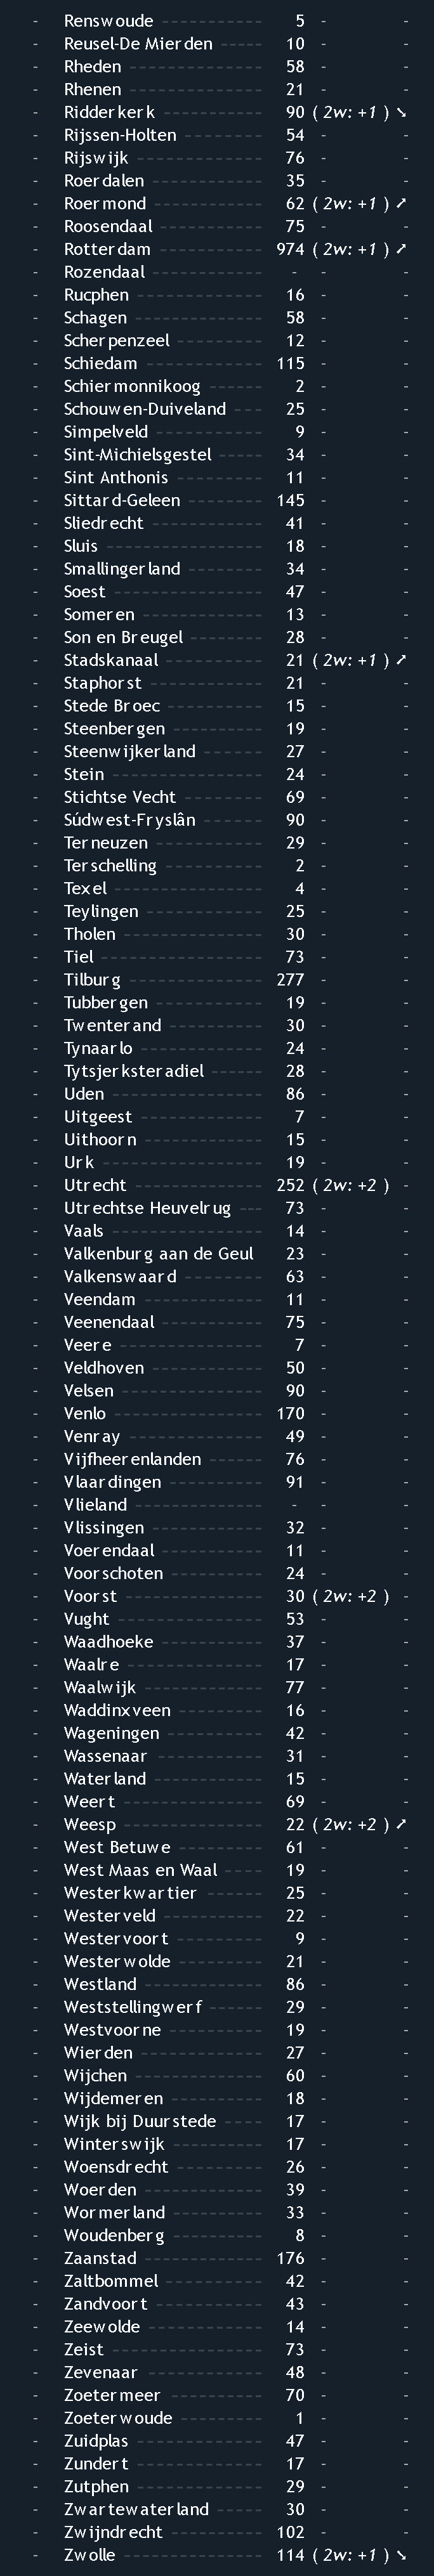 - Renswoude ------- 5 - -
- Reusel-De Mierden ----- 10 - -
- Rheden ------- 58 - -
- Rhenen ------- 21 - -
- Ridderkerk ------- 90 ( 2w: +1 ) ➘
- Rijssen-Holten ------- 54 - -
- Rijswijk ------- 76 - -
- Roerdalen ------- 35 - -
- Roermond ------- 62 ( 2w: +1 ) ➚
- Roosendaal ------- 75 - -
- Rotterdam ------- 974 ( 2w: +1 ) ➚
- Rozendaal ------- - - -
- Rucphen ------- 16 - -
- Schagen ------- 58 - -
- Scherpenzeel ------- 12 - -
- Schiedam ------- 115 - -
- Schiermonnikoog ------- 2 - -
- Schouwen-Duiveland --- 25 - -
- Simpelveld ------- 9 - -
- Sint-Michielsgestel ----- 34 - -
- Sint Anthonis ------- 11 - -
- Sittard-Geleen ------- 145 - -
- Sliedrecht ------- 41 - -
- Sluis ------- 18 - -
- Smallingerland ------- 34 - -
- Soest ------- 47 - -
- Someren ------- 13 - -
- Son en Breugel ------- 28 - -
- Stadskanaal ------- 21 ( 2w: +1 ) ➚
- Staphorst ------- 21 - -
- Stede Broec ------- 15 - -
- Steenbergen ------- 19 - -
- Steenwijkerland ------ 27 - -
- Stein ------- 24 - -
- Stichtse Vecht ------- 69 - -
- Súdwest-Fryslân ------ 90 - -
- Terneuzen ------- 29 - -
- Terschelling ------- 2 - -
- Texel ------- 4 - -
- Teylingen ------- 25 - -
- Tholen ------- 30 - -
- Tiel ------- 73 - -
- Tilburg ------- 277 - -
- Tubbergen ------- 19 - -
- Twenterand ------- 30 - -
- Tynaarlo ------- 24 - -
- Tytsjerksteradiel ------ 28 - -
- Uden ------- 86 - -
- Uitgeest ------- 7 - -
- Uithoorn ------- 15 - -
- Urk ------- 19 - -
- Utrecht ------- 252 ( 2w: +2 ) -
- Utrechtse Heuvelrug --- 73 - -
- Vaals ------- 14 - -
- Valkenburg aan de Geul 23 - -
- Valkenswaard ------- 63 - -
- Veendam ------- 11 - -
- Veenendaal ------- 75 - -
- Veere ------- 7 - -
- Veldhoven ------- 50 - -
- Velsen ------- 90 - -
- Venlo ------- 170 - -
- Venray ------- 49 - -
- Vijfheerenlanden ------ 76 - -
- Vlaardingen ------- 91 - -
- Vlieland ------- - - -
- Vlissingen ------- 32 - -
- Voerendaal ------- 11 - -
- Voorschoten ------- 24 - -
- Voorst ------- 30 ( 2w: +2 ) -
- Vught ------- 53 - -
- Waadhoeke ------- 37 - -
- Waalre ------- 17 - -
- Waalwijk ------- 77 - -
- Waddinxveen ------- 16 - -
- Wageningen ------- 42 - -
- Wassenaar ------- 31 - -
- Waterland ------- 15 - -
- Weert ------- 69 - -
- Weesp ------- 22 ( 2w: +2 ) ➚
- West Betuwe ------- 61 - -
- West Maas en Waal ---- 19 - -
- Westerkwartier ------- 25 - -
- Westerveld ------- 22 - -
- Westervoort ------- 9 - -
- Westerwolde ------- 21 - -
- Westland ------- 86 - -
- Weststellingwerf ------ 29 - -
- Westvoorne ------- 19 - -
- Wierden ------- 27 - -
- Wijchen ------- 60 - -
- Wijdemeren ------- 18 - -
- Wijk bij Duurstede ---- 17 - -
- Winterswijk ------- 17 - -
- Woensdrecht ------- 26 - -
- Woerden ------- 39 - -
- Wormerland ------- 33 - -
- Woudenberg ------- 8 - -
- Zaanstad ------- 176 - -
- Zaltbommel ------- 42 - -
- Zandvoort ------- 43 - -
- Zeewolde ------- 14 - -
- Zeist ------- 73 - -
- Zevenaar ------- 48 - -
- Zoetermeer ------- 70 - -
- Zoeterwoude ------- 1 - -
- Zuidplas ------- 47 - -
- Zundert ------- 17 - -
- Zutphen ------- 29 - -
- Zwartewaterland ------ 30 - -
- Zwijndrecht ------- 102 - -
- Zwolle ------- 114 ( 2w: +1 ) ➘